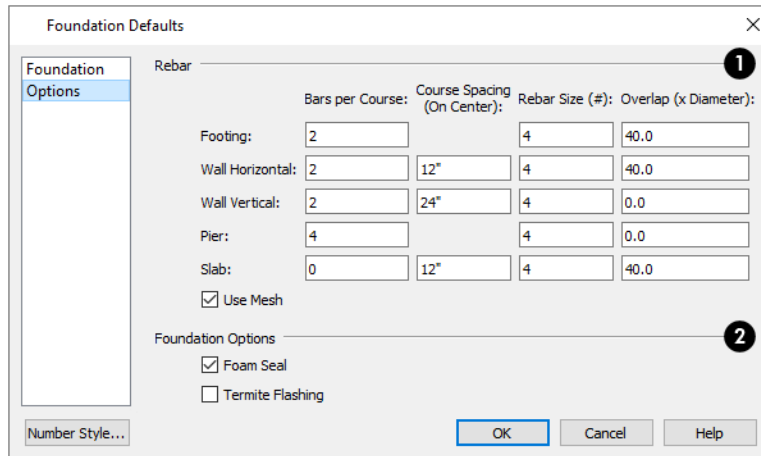 Foundation Defaults
Foundation
Options
Rebar
1
Bars per Course:
Course Spacing
(On Center):
Rebar Size (#):
Overlap (x Diameter):
Footing: 2 4 40.0
Wall Horizontal: 2 12" 4 40.0
Wall Vertical: 2 24" 4 0.0
Pier: 4 4 0.0
Slab: 0 12" 4 40.0
Use Mesh
Foundation Options
2
Foam Seal
Termite Flashing
Number Style... OK Cancel Help